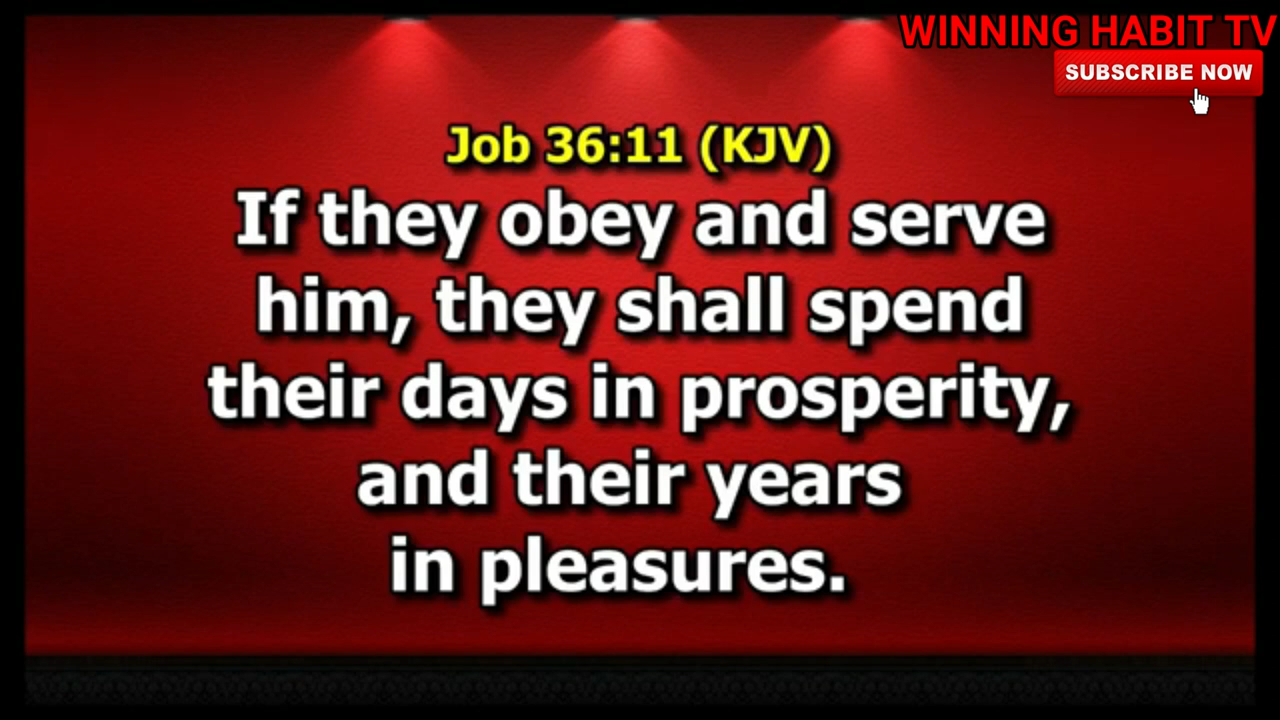 WINNING HABIT TV
SUBSCRIBE NOW
Job 36:11 (KJV)
If they obey and serve
him, they shall spend
their days in prosperity,
and their years
in pleasures.